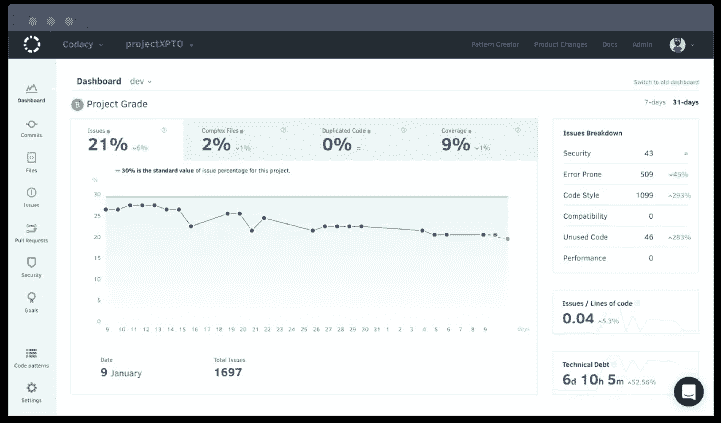 Codacy projectXPTO Pattern Creator Product Changes Docs Admin
Dashboard dev Switch to old dashboard
B Project Grade 7-days 31-days
Dashboard
Commits
Files
Issues
Pull Requests
Security
Goals
Code patterns
Settings
Issues Complex Files Duplicated Code Coverage
21% 6% 2% 1% 0% = 9% 1%
— 30% is the standard value of issue percentage for this project.
%
30
25
20
15
10
5
0
9 10 11 12 13 14 15 16 17 18 19 20 21 22 23 24 25 26 27 28 29 30 31 1 2 3 4 5 6 7 8 9 days
Date Total Issues
9 January 1697
Issues Breakdown
Security 43 =
Error Prone 509 45%
Code Style 1099 293%
Compatibility 0
Unused Code 46 283%
Performance 0
Issues / Lines of code
0.04 5.3%
Technical Debt
6d 10h 5m 52.56%